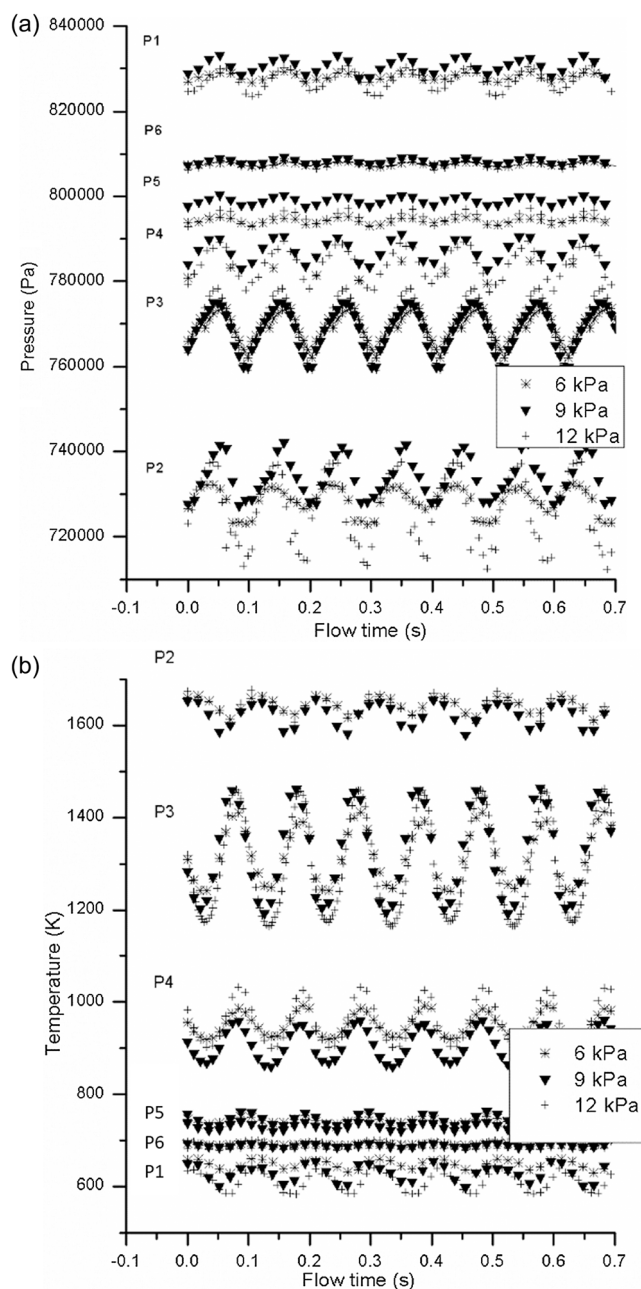 (a)
840000
P1
820000
P6
800000
P5
P4
780000
P3
760000
6 kPa
9 kPa
12 kPa
740000
P2
720000
Pressure (Pa)
-0.1 0.0 0.1 0.2 0.3 0.4 0.5 0.6 0.7
Flow time (s)
(b)
P2
1600
1400
P3
1200
P4
1000
6 kPa
9 kPa
12 kPa
800
P5
P6
P1
600
Temperature (K)
-0.1 0.0 0.1 0.2 0.3 0.4 0.5 0.6 0.7
Flow time (s)